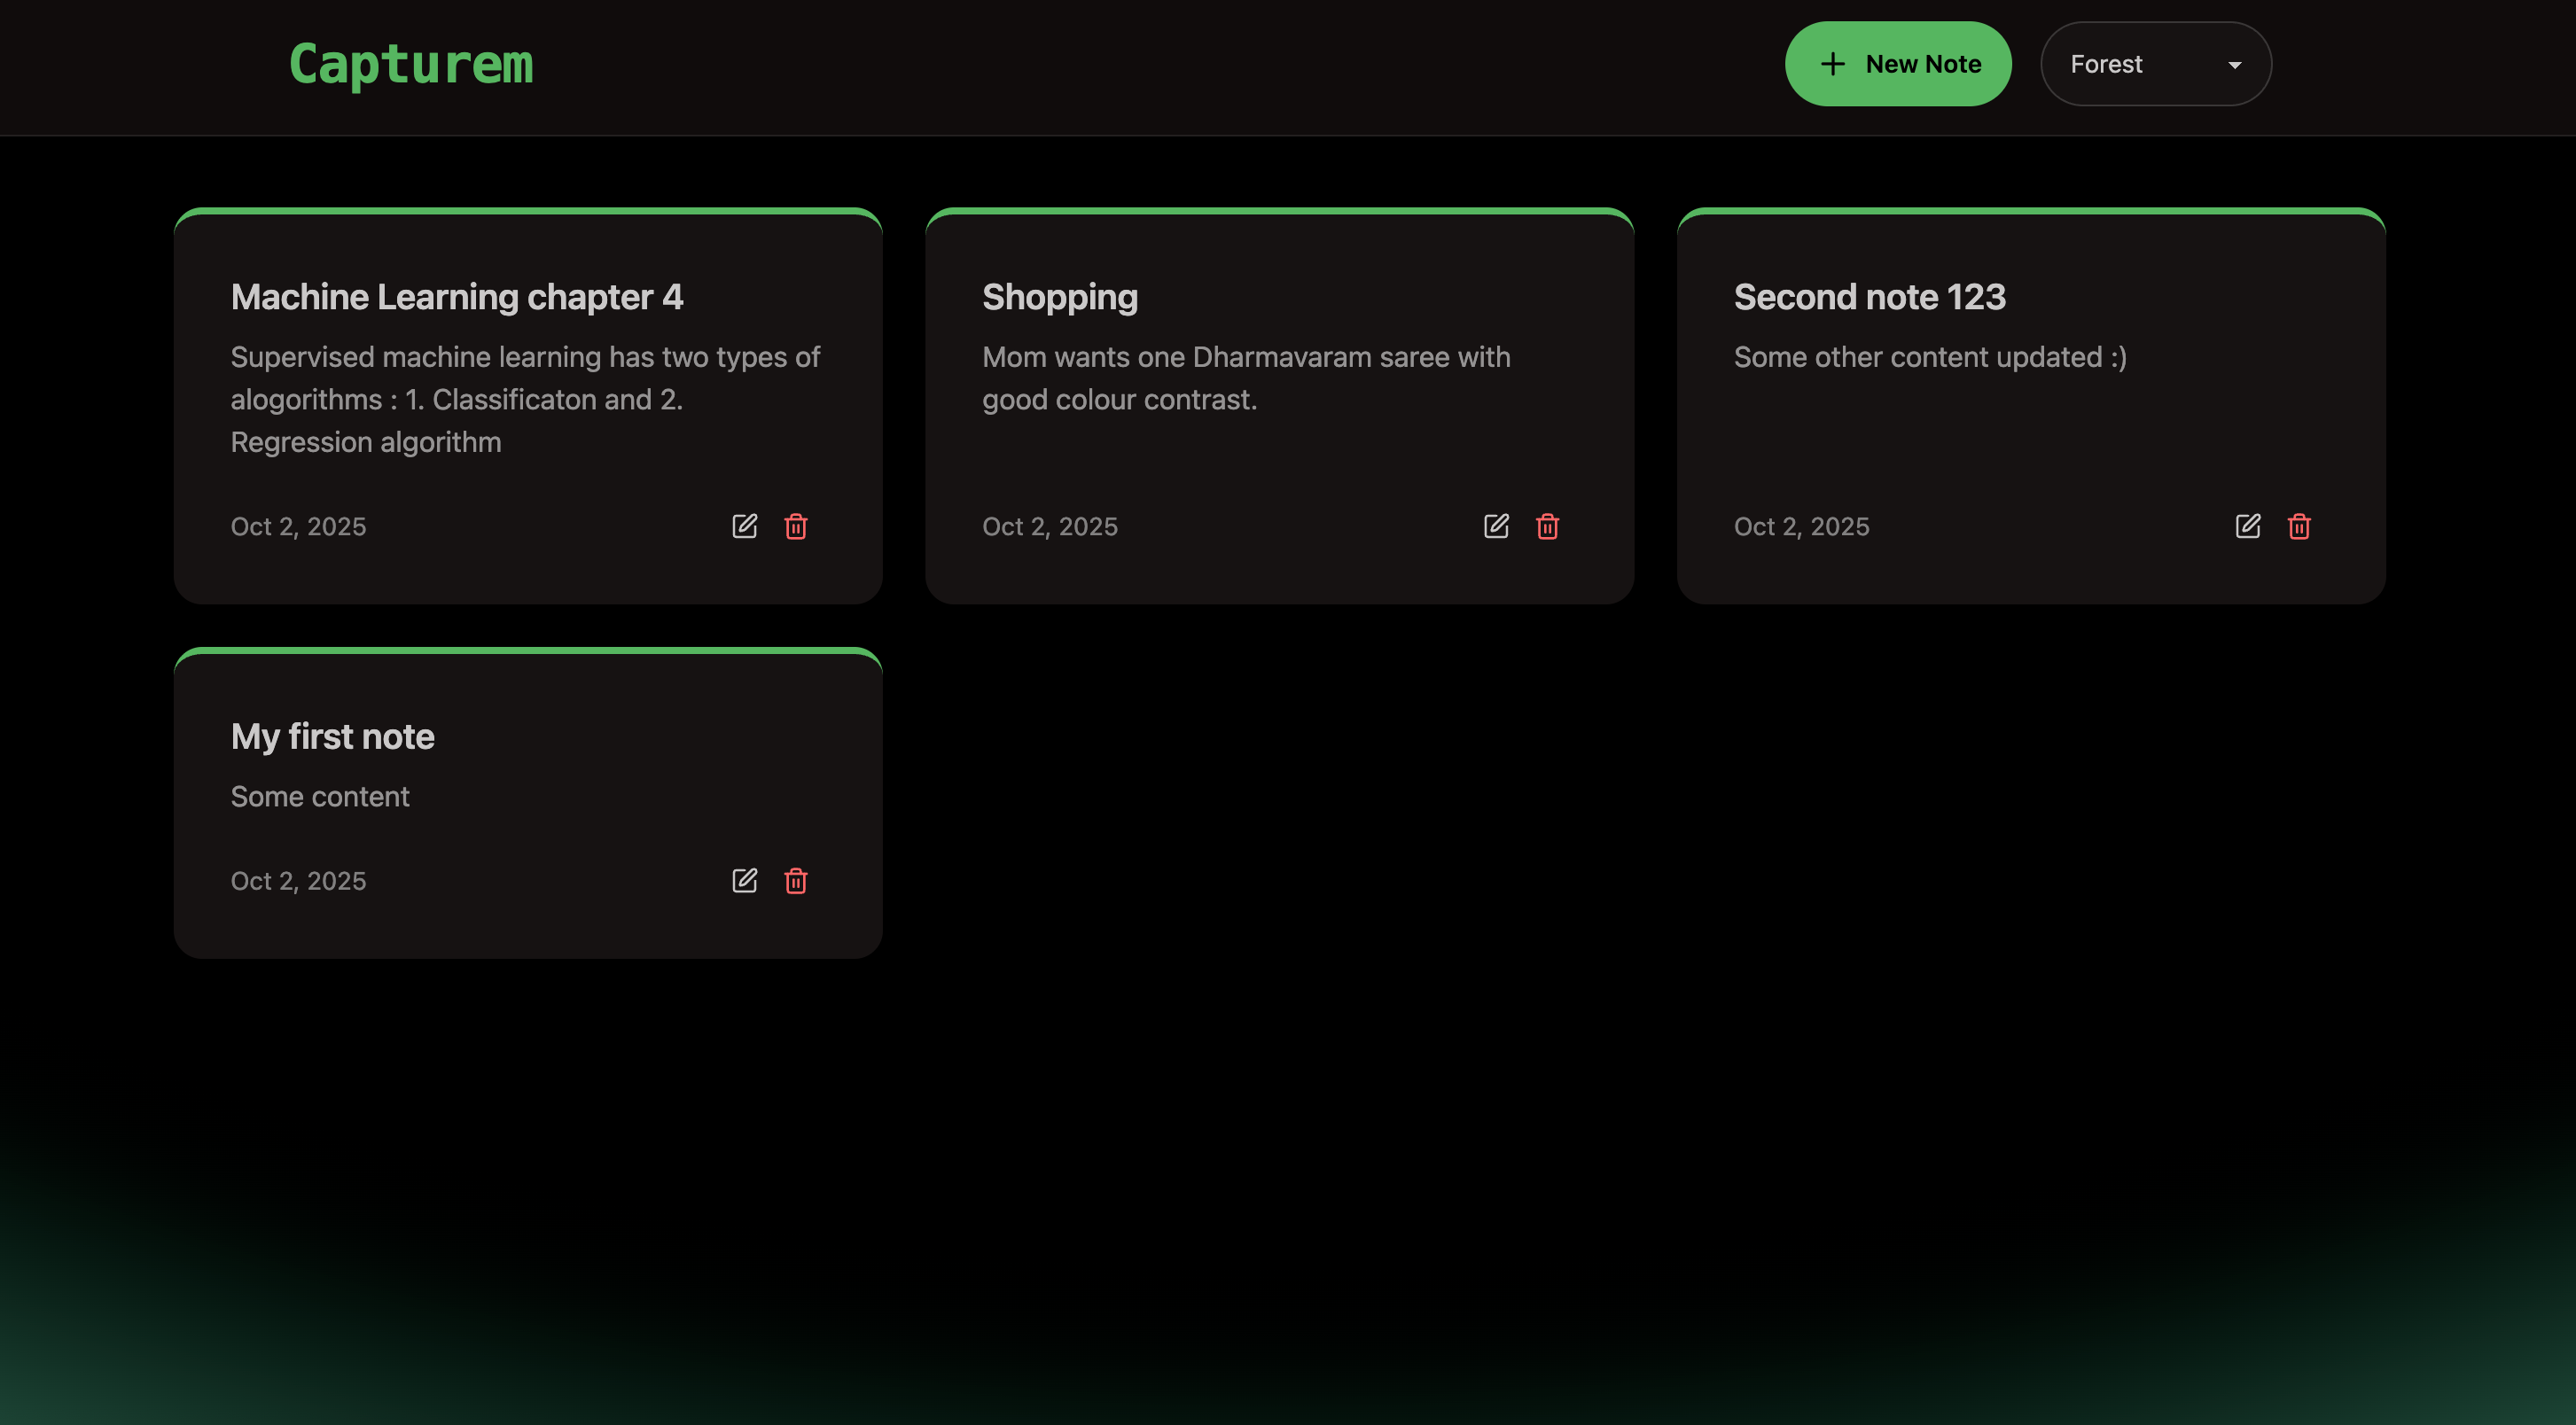 Capturem
New Note
Forest
Machine Learning chapter 4
Supervised machine learning has two types of
alogorithms : 1. Classificaton and 2.
Regression algorithm
Oct 2, 2025
Shopping
Mom wants one Dharmavaram saree with
good colour contrast.
Oct 2, 2025
Second note 123
Some other content updated :)
Oct 2, 2025
My first note
Some content
Oct 2, 2025